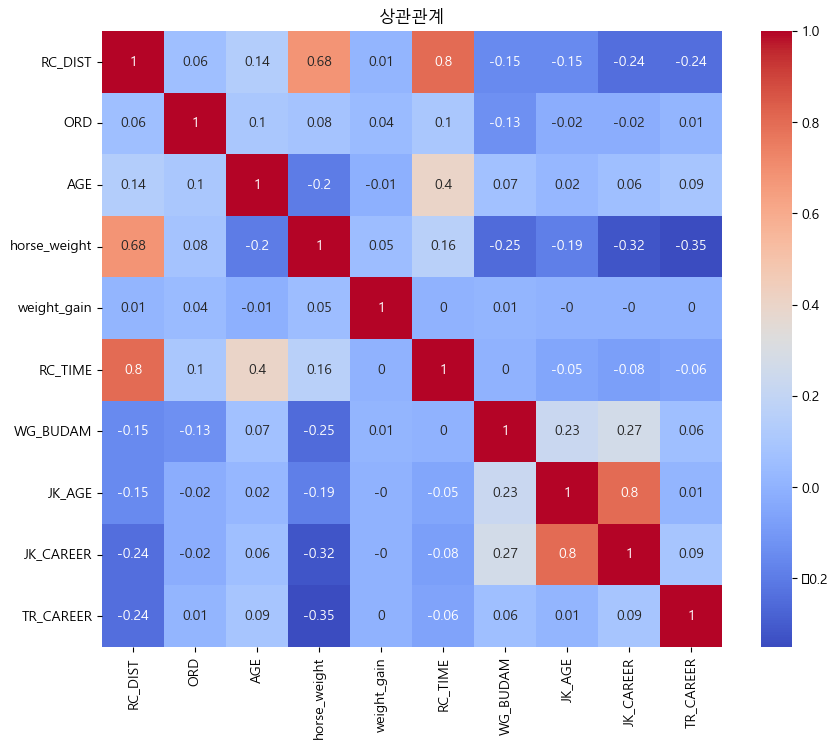 상관관계
RC_DIST 1 0.06 0.14 0.68 0.01 0.8 -0.15 -0.15 -0.24 -0.24
ORD 0.06 1 0.1 0.08 0.04 0.1 -0.13 -0.02 -0.02 0.01
AGE 0.14 0.1 1 -0.2 -0.01 0.4 0.07 0.02 0.06 0.09
horse_weight 0.68 0.08 -0.2 1 0.05 0.16 -0.25 -0.19 -0.32 -0.35
weight_gain 0.01 0.04 -0.01 0.05 1 0 0.01 -0 -0 0
RC_TIME 0.8 0.1 0.4 0.16 0 1 0 -0.05 -0.08 -0.06
WG_BUDAM -0.15 -0.13 0.07 -0.25 0.01 0 1 0.23 0.27 0.06
JK_AGE -0.15 -0.02 0.02 -0.19 -0 -0.05 0.23 1 0.8 0.01
JK_CAREER -0.24 -0.02 0.06 -0.32 -0 -0.08 0.27 0.8 1 0.09
TR_CAREER -0.24 0.01 0.09 -0.35 0 -0.06 0.06 0.01 0.09 1
RC_DIST
ORD
AGE
horse_weight
weight_gain
RC_TIME
WG_BUDAM
JK_AGE
JK_CAREER
TR_CAREER
1.0
0.8
0.6
0.4
0.2
0.0
□0.2